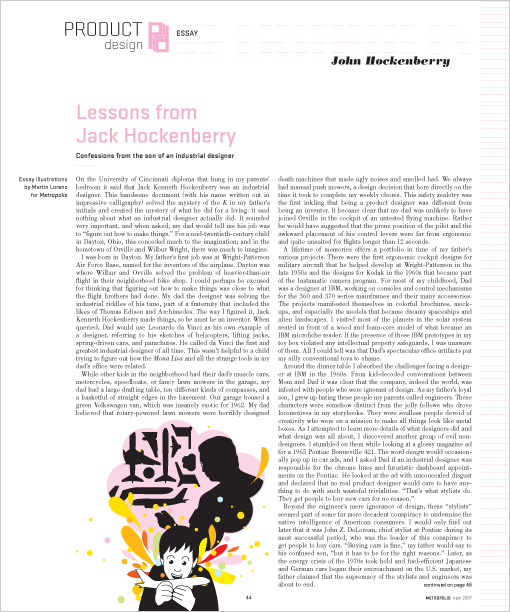 PRODUCT
design
ESSAY
John Hockenberry
Lessons from
Jack Hockenberry
Confessions from the son of an industrial designer
Essay illustrations
by Martin Lorenz
for Metropolis
On the University of Cincinnati diploma that hung in my parents'
bedroom it said that Jack Kenneth Hockenberry was an industrial
designer. This handsome document (with his name written out in
impressive calligraphy) solved the mystery of the K in my father's
initials and created the mystery of what he did for a living: it said
nothing about what an industrial designer actually did. It sounded
very important, and when asked, my dad would tell me his job was
to "figure out how to make things." For a mid-twentieth-century child
in Dayton, Ohio, this conceded much to the imagination; and in the
hometown of Orville and Wilbur Wright, there was much to imagine.
I was born in Dayton. My father's first job was at Wright-Patterson
Air Force Base, named for the inventors of the airplane. Dayton was
where Wilbur and Orville solved the problem of heavier-than-air
flight in their neighborhood bike shop. I could perhaps be excused
for thinking that figuring out how to make things was close to what
the flight brothers had done. My dad the designer was solving the
industrial riddles of his time, part of a fraternity that included the
likes of Thomas Edison and Archimedes. The way I figured it, Jack
Kenneth Hockenberry made things, so he must be an inventor. When
queried, Dad would use Leonardo da Vinci as his own example of
a designer, referring to his sketches of helicopters, lifting jacks,
spring-driven cars, and parachutes. He called da Vinci the first and
greatest industrial designer of all time. This wasn't helpful to a child
trying to figure out how the Mona Lisa and all the strange tools in my
dad's office were related.
While other kids in the neighborhood had their dad's muscle cars,
motorcycles, speedboats, or fancy lawn mowers in the garage, my
dad had a large drafting table, ten different kinds of compasses, and
a basketful of straight edges in the basement. Our garage housed a
green Volkswagen van, which was insanely exotic for 1962. My dad
believed that rotary-powered lawn mowers were horribly designed
death machines that made ugly noises and smelled bad. We always
had manual push mowers, a design decision that bore directly on the
time it took to complete my weekly chores. This safety zealotry was
the first inkling that being a product designer was different from
being an inventor. It became clear that my dad was unlikely to have
joined Orville in the cockpit of an untested flying machine. Rather
he would have suggested that the prone position of the pilot and the
awkward placement of his control levers were far from ergonomic
and quite unsuited for flights longer than 12 seconds.
A lifetime of memories offers a portfolio in time of my father's
various projects. There were the first ergonomic cockpit designs for
military aircraft that he helped develop at Wright-Patterson in the
late 1950s and the designs for Kodak in the 1960s that became part
of the Instamatic camera program. For most of my childhood, Dad
was a designer at IBM, working on consoles and control mechanisms
for the 360 and 370 series mainframes and their many accessories.
The projects manifested themselves in colorful brochures, mock-
ups, and especially the models that became dreamy spaceships and
alien landscapes. I visited most of the planets in the solar system
seated in front of a wood and foam-core model of what became an
IBM microfiche reader. If the presence of these IBM prototypes in my
toy box violated any intellectual property safeguards, I was unaware
of them. All I could tell was that Dad's spectacular office artifacts put
my silly conventional toys to shame.
Around the dinner table I absorbed the challenges facing a design-
er at IBM in the 1960s. From kid-decoded conversations between
Mom and Dad it was clear that the company, indeed the world, was
infested with people who were ignorant of design. As my father's loyal
son, I grew up hating these people my parents called engineers. These
characters were somehow distinct from the jolly fellows who drove
locomotives in my storybooks. They were soulless people devoid of
creativity who were on a mission to make all things look like metal
boxes. As I attempted to learn more details of what designers did and
what design was all about, I discovered another group of evil non-
designers. I stumbled on them while looking at a glossy magazine ad
for a 1965 Pontiac Bonneville 421. The word design would occasion-
ally pop up in car ads, and I asked Dad if an industrial designer was
responsible for the chrome lines and futuristic dashboard appoint-
ments on the Pontiac. He looked at the ad with unconcealed disgust
and declared that no real product designer would care to have any-
thing to do with such wasteful trivialities. "That's what stylists do.
They get people to buy new cars for no reason."
Beyond the engineer's mere ignorance of design, these "stylists"
seemed part of some far more decadent conspiracy to undermine the
native intelligence of American consumers. I would only find out
later that it was John Z. DeLorean, chief stylist at Pontiac during its
most successful period, who was the leader of this conspiracy to
get people to buy cars. "Buying cars is fine," my father would say to
his confused son, "but it has to be for the right reasons." Later, as
the energy crisis of the 1970s took hold and fuel-efficient Japanese
and German cars began their encroachment on the U.S. market, my
father claimed that the supremacy of the stylists and engineers was
about to end.
continued on page 46
44
METROPOLIS April 2007